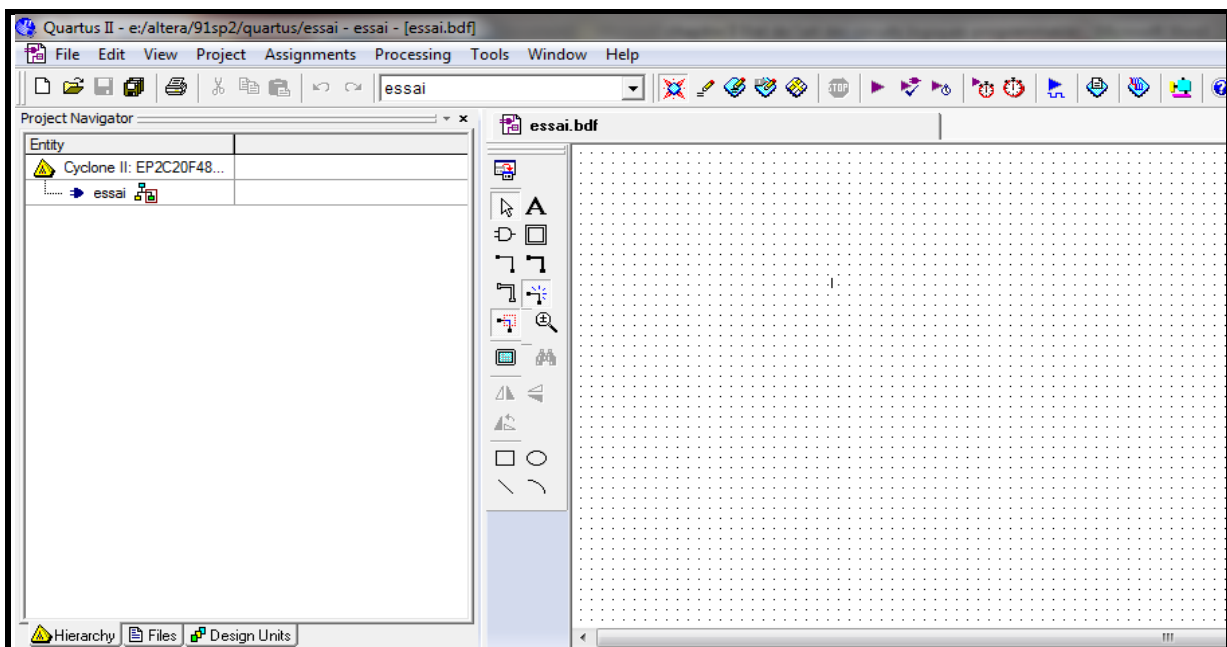 Quartus II - e:/altera/91sp2/quartus/essai - essai - [essai.bdf]
File Edit View Project Assignments Processing Tools Window Help
essai
Project Navigator
essai.bdf
Entity
Cyclone II: EP2C20F48...
essai
A
Hierarchy Files Design Units